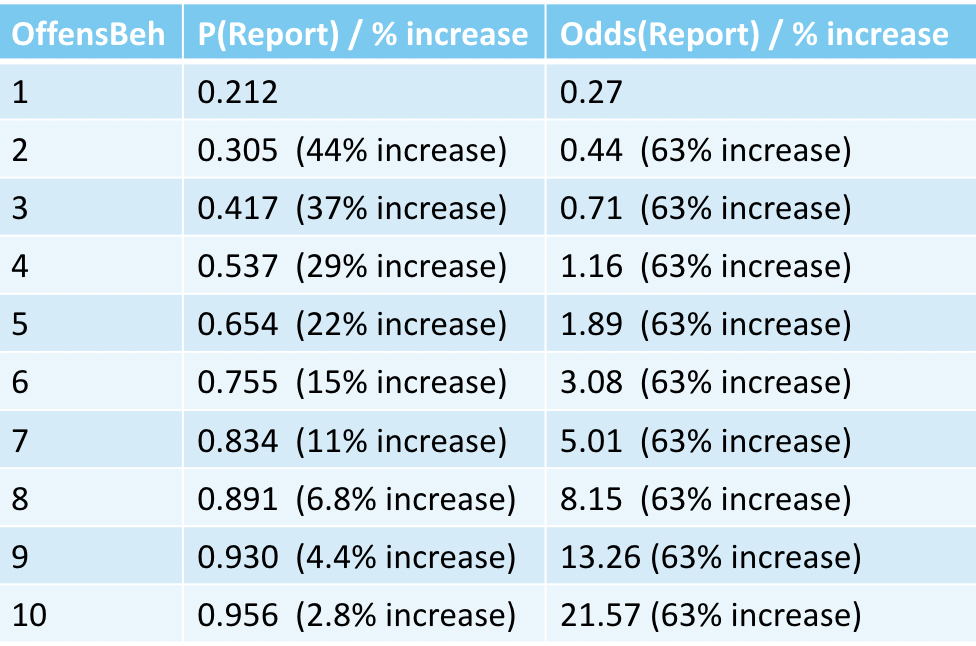 OffensBeh P(Report) / % increase Odds(Report) / % increase
1 0.212 0.27
2 0.305 (44% increase) 0.44 (63% increase)
3 0.417 (37% increase) 0.71 (63% increase)
4 0.537 (29% increase) 1.16 (63% increase)
5 0.654 (22% increase) 1.89 (63% increase)
6 0.755 (15% increase) 3.08 (63% increase)
7 0.834 (11% increase) 5.01 (63% increase)
8 0.891 (6.8% increase) 8.15 (63% increase)
9 0.930 (4.4% increase) 13.26 (63% increase)
10 0.956 (2.8% increase) 21.57 (63% increase)